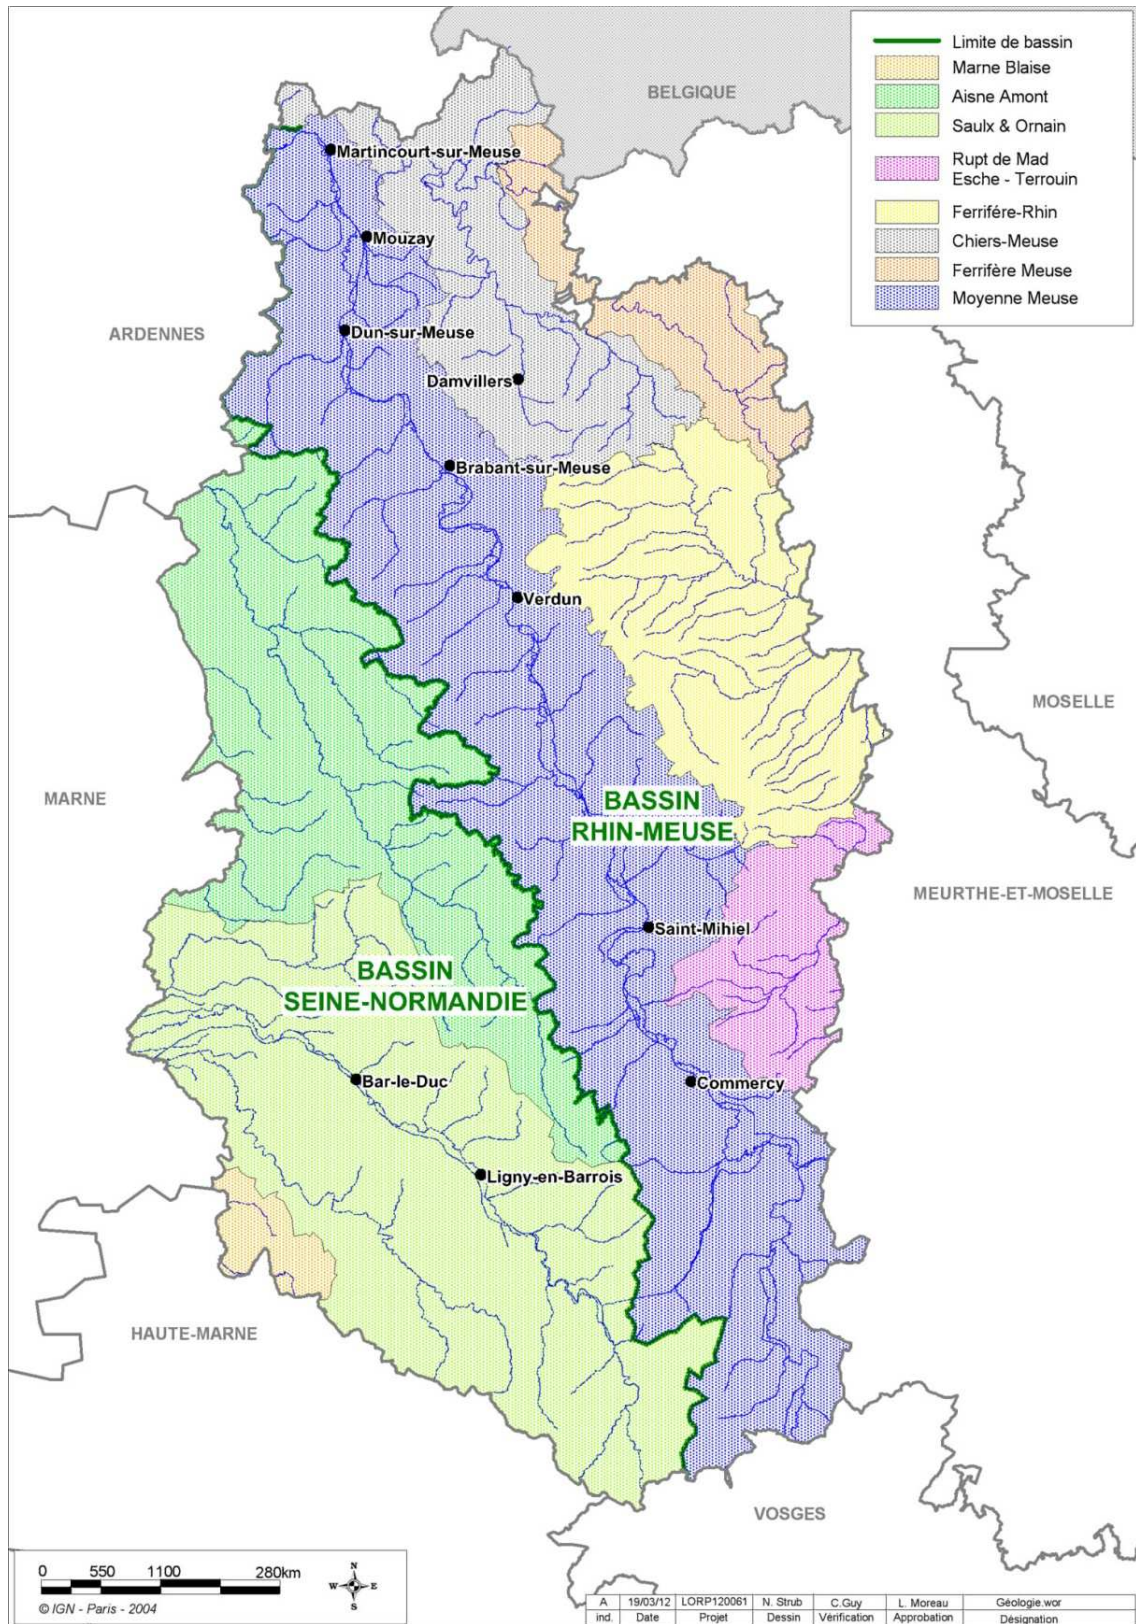 Limite de bassin
Marne Blaise
Aisne Amont
Saulx & Ornain
Rupt de Mad
Esche - Terrouin
Ferrifére-Rhin
Chiers-Meuse
Ferrifère Meuse
Moyenne Meuse
BELGIQUE
Martincourt-sur-Meuse
Mouzay
ARDENNES
Dun-sur-Meuse
Damvillers
Brabant-sur-Meuse
Verdun
MOSELLE
MARNE
BASSIN
RHIN-MEUSE
MEURTHE-ET-MOSELLE
Saint-Mihiel
BASSIN
SEINE-NORMANDIE
Bar-le-Duc
Commercy
Ligny-en-Barrois
HAUTE-MARNE
VOSGES
0 550 1100 280km
© IGN - Paris - 2004
N
W E
S
A 19/03/12 LORP120061 N. Strub C.Guy L. Moreau Géologie.wor
ind. Date Projet Dessin Vérification Approbation Désignation